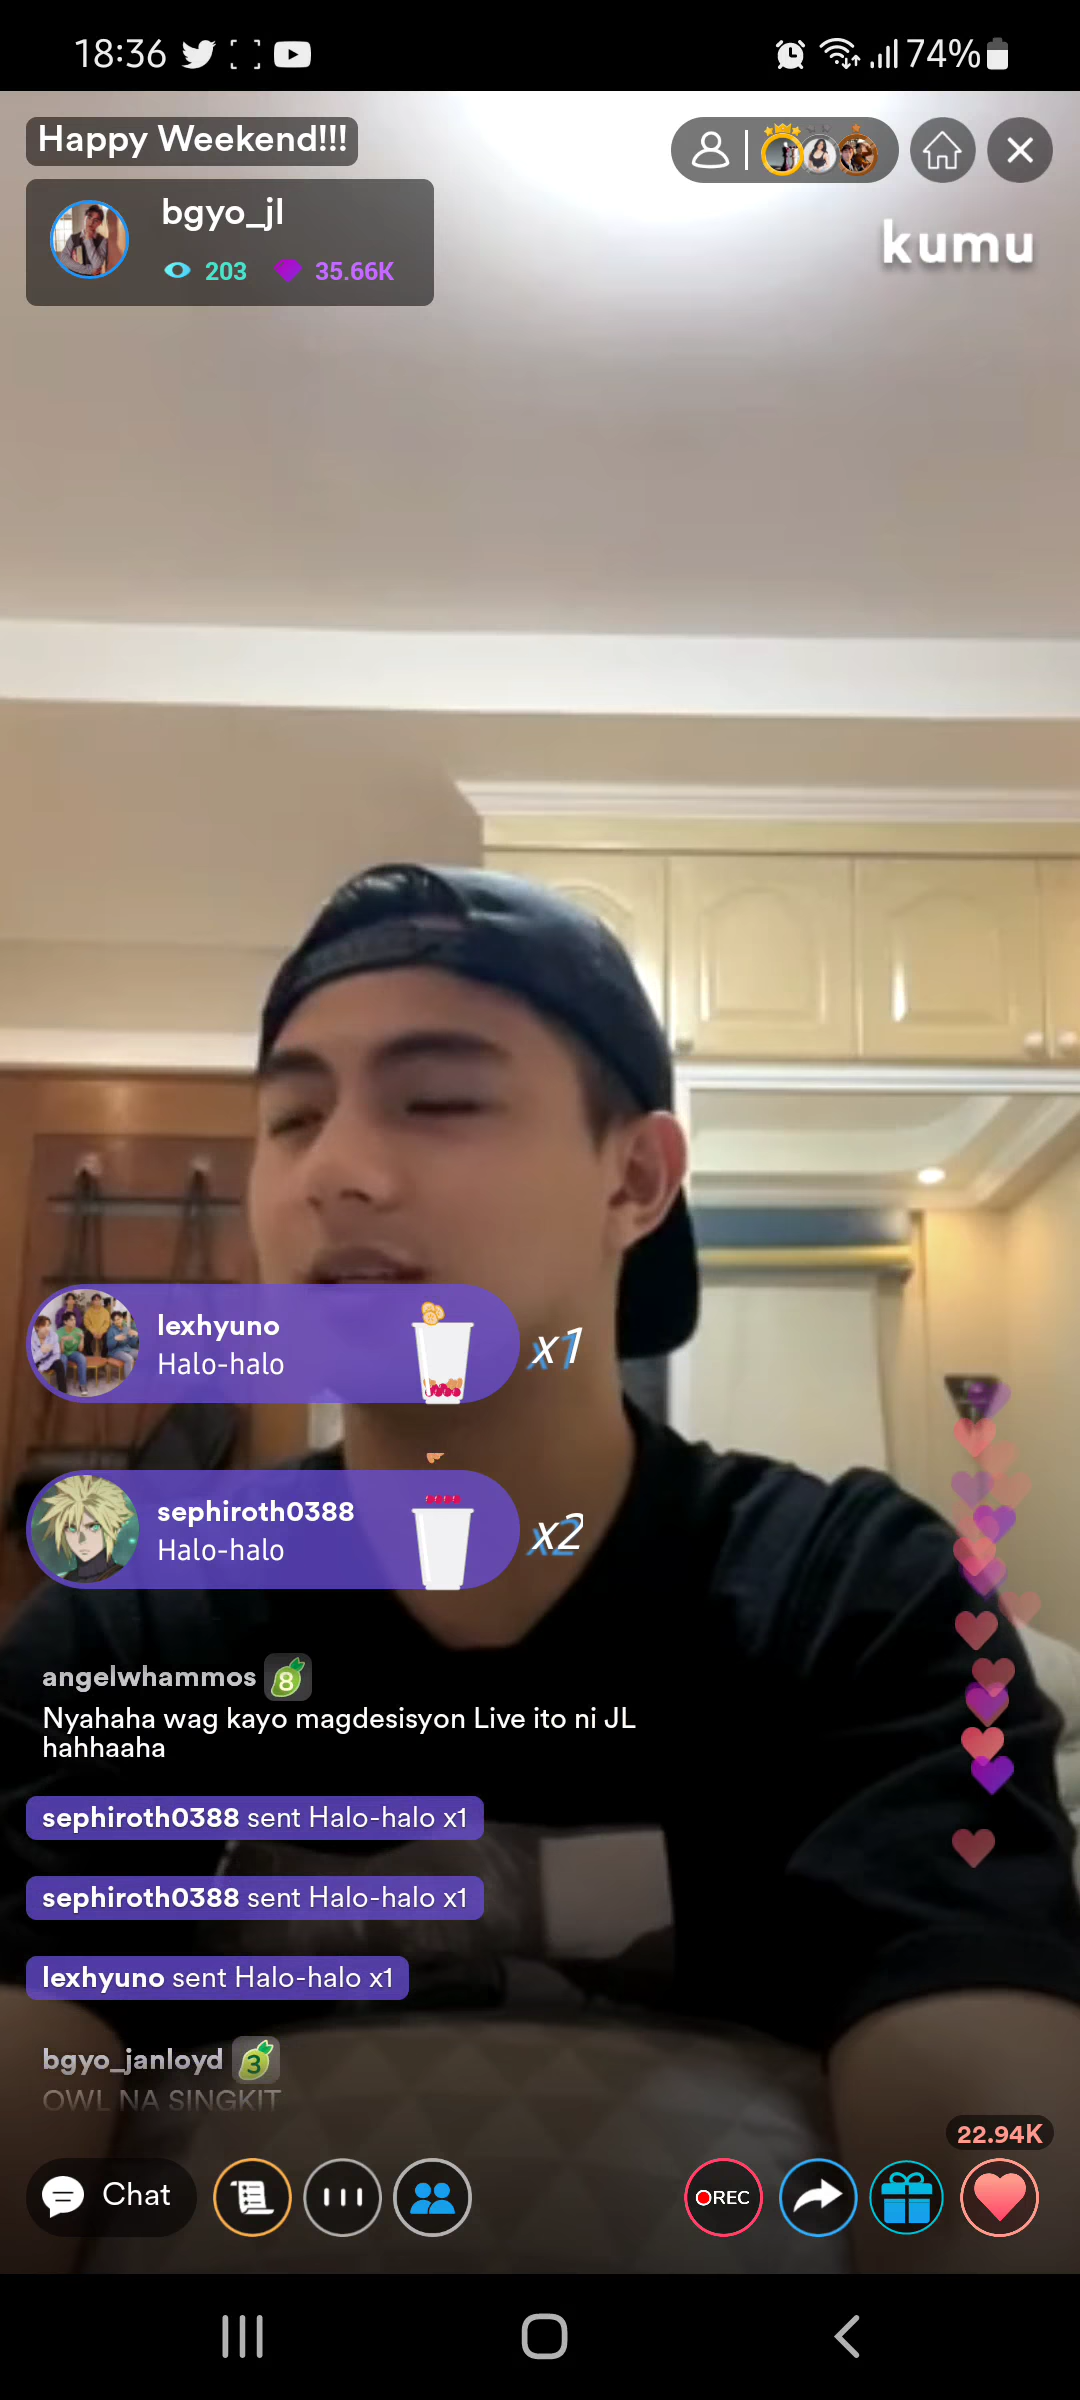 18:36
74%
Happy Weekend!!!
bgyo_jl
203 35.66K
kumu
lexhyuno
Halo-halo
x1
sephiroth0388
Halo-halo
x2
angelwhammos 8
Nyahaha wag kayo magdesisyon Live ito ni JL
hahhaaha
sephiroth0388 sent Halo-halo x1
sephiroth0388 sent Halo-halo x1
lexhyuno sent Halo-halo x1
bgyo_janloyd 3
OWL NA SINGKIT
22.94K
Chat
REC